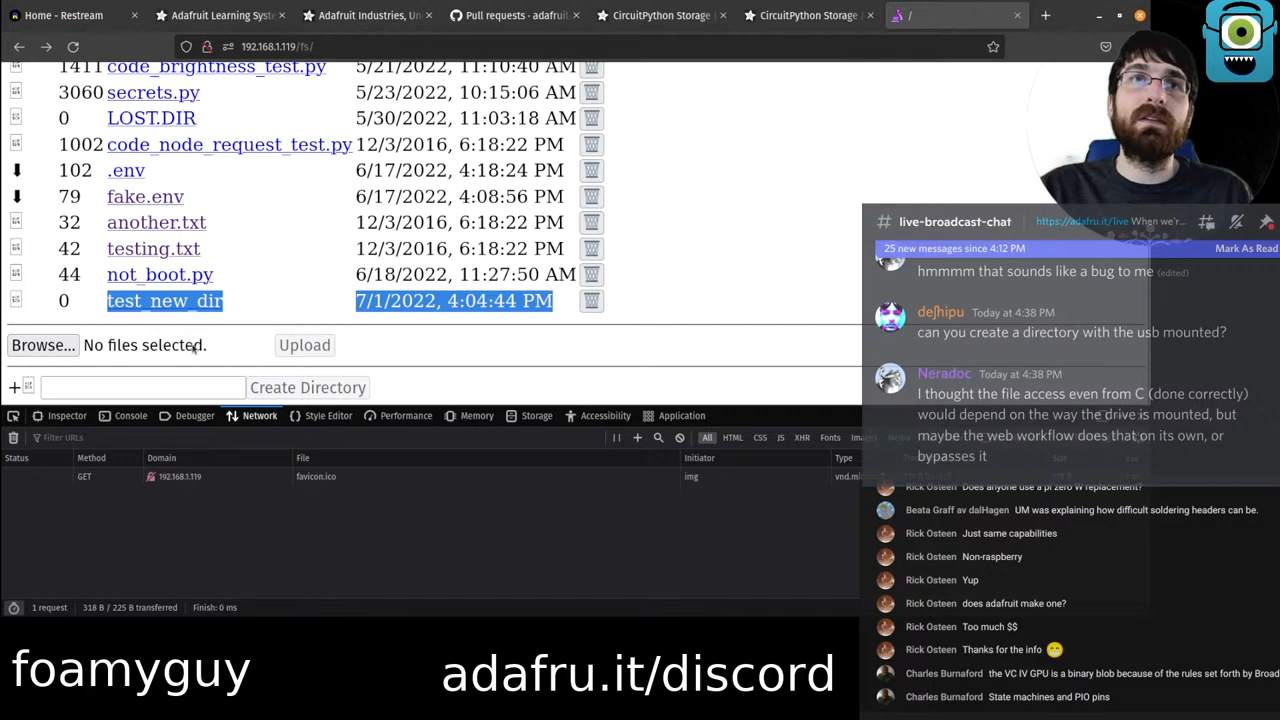 Home - Restream
Adafruit Learning Syst
Adafruit Industries, Uni
Pull requests · adafruit
CircuitPython Storage
CircuitPython Storage
/
192.168.1.119/fs/
1411 code_brightness_test.py 5/21/2022, 11:10:40 AM
3060 secrets.py 5/23/2022, 10:15:06 AM
0 LOST.DIR 5/30/2022, 11:03:18 AM
1002 code_node_request_test.py 12/3/2016, 6:18:22 PM
102 .env 6/17/2022, 4:18:24 PM
79 fake.env 6/17/2022, 4:08:56 PM
32 another.txt 12/3/2016, 6:18:22 PM
42 testing.txt 12/3/2016, 6:18:22 PM
44 not_boot.py 6/18/2022, 11:27:50 AM
0 test_new_dir 7/1/2022, 4:04:44 PM
Browse... No files selected. Upload
+ Create Directory
Inspector Console Debugger Network Style Editor Performance Memory Storage Accessibility Application
Filter URLs All HTML CSS JS XHR Fonts Images
Status Method Domain File Initiator Type Size
GET 192.168.1.119 favicon.ico img vnd.mi
1 request 318 B / 225 B transferred Finish: 0 ms
# live-broadcast-chat https://adafru.it/live When we'r...
25 new messages since 4:12 PM Mark As Read
hmmmm that sounds like a bug to me (edited)
deʃhipu Today at 4:38 PM
can you create a directory with the usb mounted?
Neradoc Today at 4:38 PM
I thought the file access even from C (done correctly)
would depend on the way the drive is mounted, but
maybe the web workflow does that on its own, or
bypasses it
Rick Osteen Does anyone use a pi zero W replacement?
Beata Graff av dalHagen UM was explaining how difficult soldering headers can be.
Rick Osteen Just same capabilities
Rick Osteen Non-raspberry
Rick Osteen Yup
Rick Osteen does adafruit make one?
Rick Osteen Too much $$
Rick Osteen Thanks for the info 😁
Charles Burnaford the VC IV GPU is a binary blob because of the rules set forth by Broad
Charles Burnaford State machines and PIO pins
foamyguy
adafru.it/discord